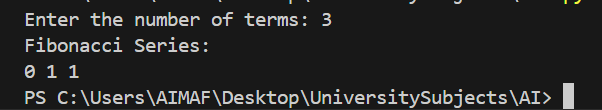 Enter the number of terms: 3
Fibonacci Series:
0 1 1
PS C:\Users\AIMAF\Desktop\UniversitySubjects\AI>